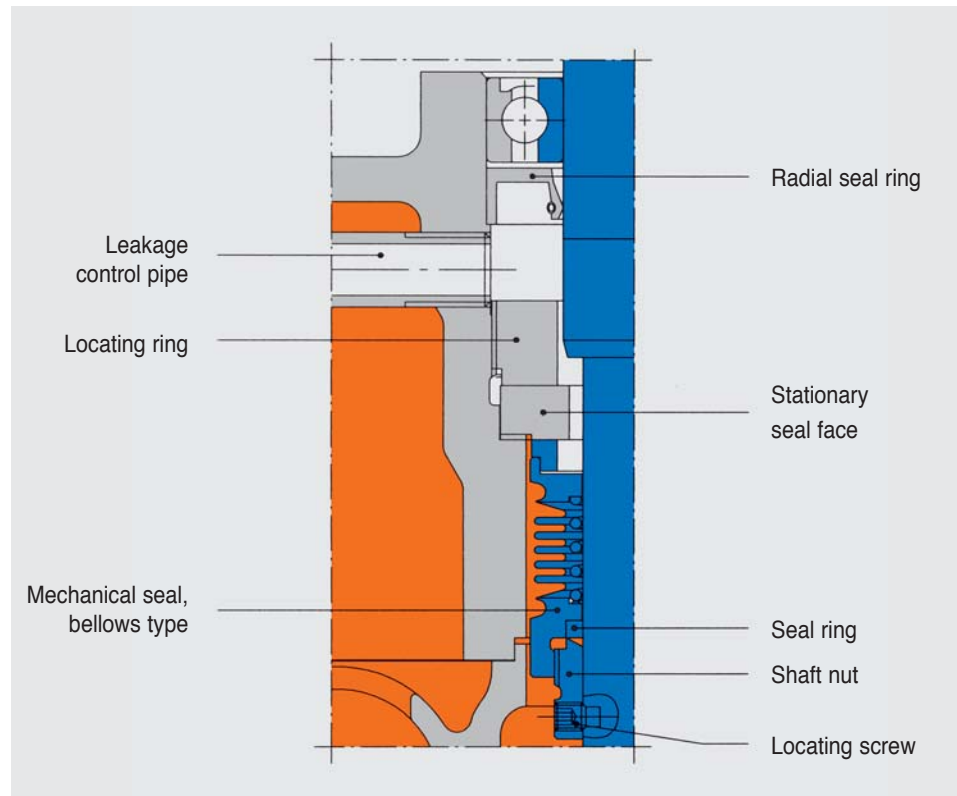 Radial seal ring
Leakage
control pipe
Locating ring
Stationary
seal face
Mechanical seal,
bellows type
Seal ring
Shaft nut
Locating screw